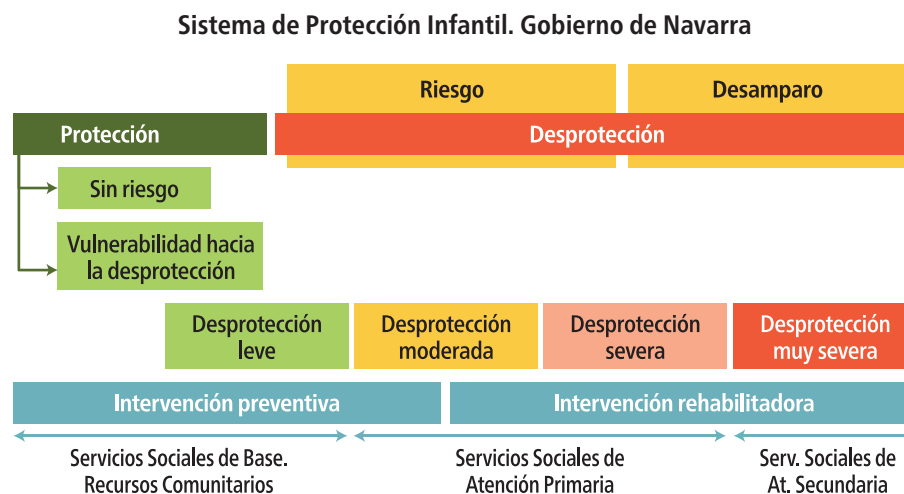 Sistema de Protección Infantil. Gobierno de Navarra
Riesgo
Desamparo
Protección
Desprotección
Sin riesgo
Vulnerabilidad hacia
la desprotección
Desprotección
leve
Desprotección
moderada
Desprotección
severa
Desprotección
muy severa
Intervención preventiva
Intervención rehabilitadora
Servicios Sociales de Base.
Recursos Comunitarios
Servicios Sociales de
Atención Primaria
Serv. Sociales de
At. Secundaria